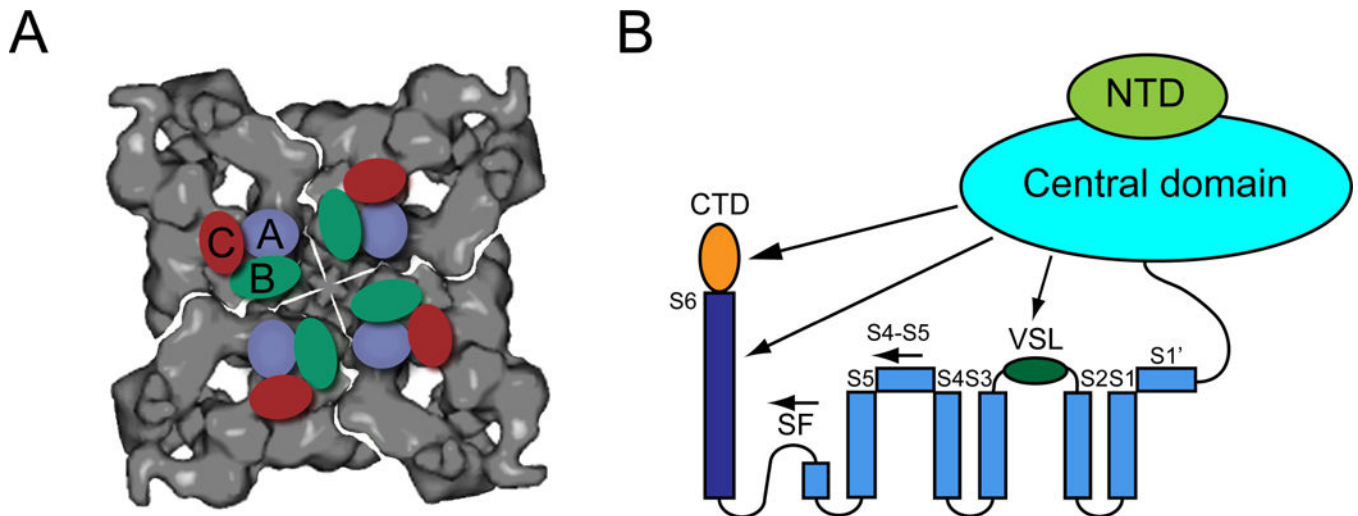 A
B
C
A
B
NTD
Central domain
CTD
S6
S4-S5
VSL
S1’
S5
S4
S3
S2
S1
SF